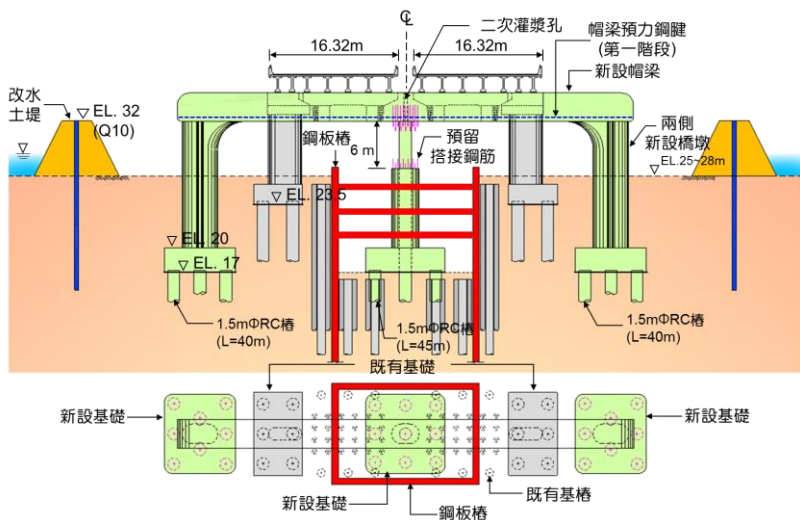 ℄
二次灌漿孔
16.32m
16.32m
帽梁預力鋼腱
(第一階段)
新設帽梁
改水
土堤
EL. 32
(Q10)
鋼板樁
6 m
預留
搭接鋼筋
兩側
新設橋墩
EL.25~28m
EL. 23.5
EL. 20
EL. 17
1.5mΦRC樁
(L=40m)
1.5mΦRC樁
(L=45m)
1.5mΦRC樁
(L=40m)
既有基礎
新設基礎
新設基礎
新設基礎
既有基樁
鋼板樁